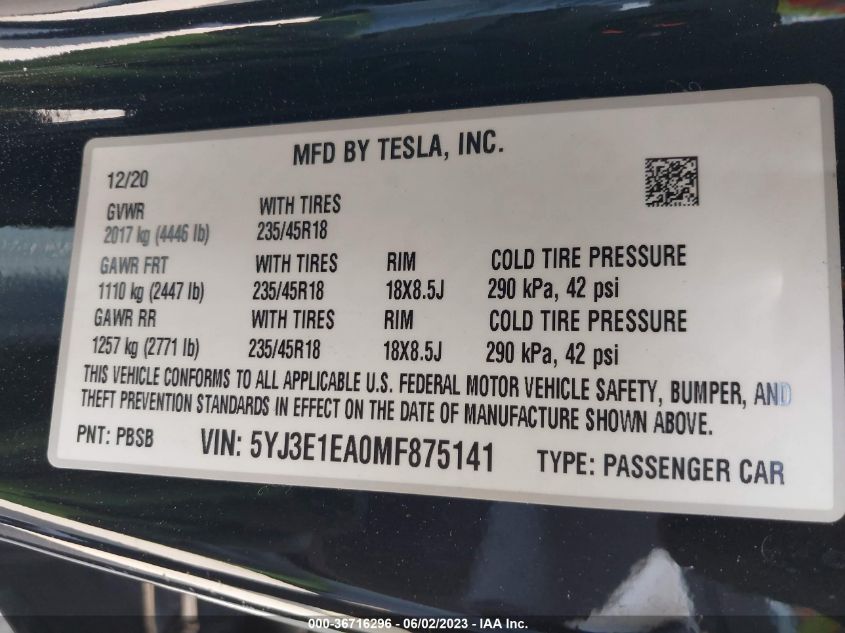 MFD BY TESLA, INC.
12/20
GVWR WITH TIRES
2017 kg (4446 lb) 235/45R18
GAWR FRT WITH TIRES RIM COLD TIRE PRESSURE
1110 kg (2447 lb) 235/45R18 18X8.5J 290 kPa, 42 psi
GAWR RR WITH TIRES RIM COLD TIRE PRESSURE
1257 kg (2771 lb) 235/45R18 18X8.5J 290 kPa, 42 psi
THIS VEHICLE CONFORMS TO ALL APPLICABLE U.S. FEDERAL MOTOR VEHICLE SAFETY, BUMPER, AND
THEFT PREVENTION STANDARDS IN EFFECT ON THE DATE OF MANUFACTURE SHOWN ABOVE.
PNT: PBSB VIN: 5YJ3E1EA0MF875141 TYPE: PASSENGER CAR
000-36716296 - 06/02/2023 - IAA Inc.